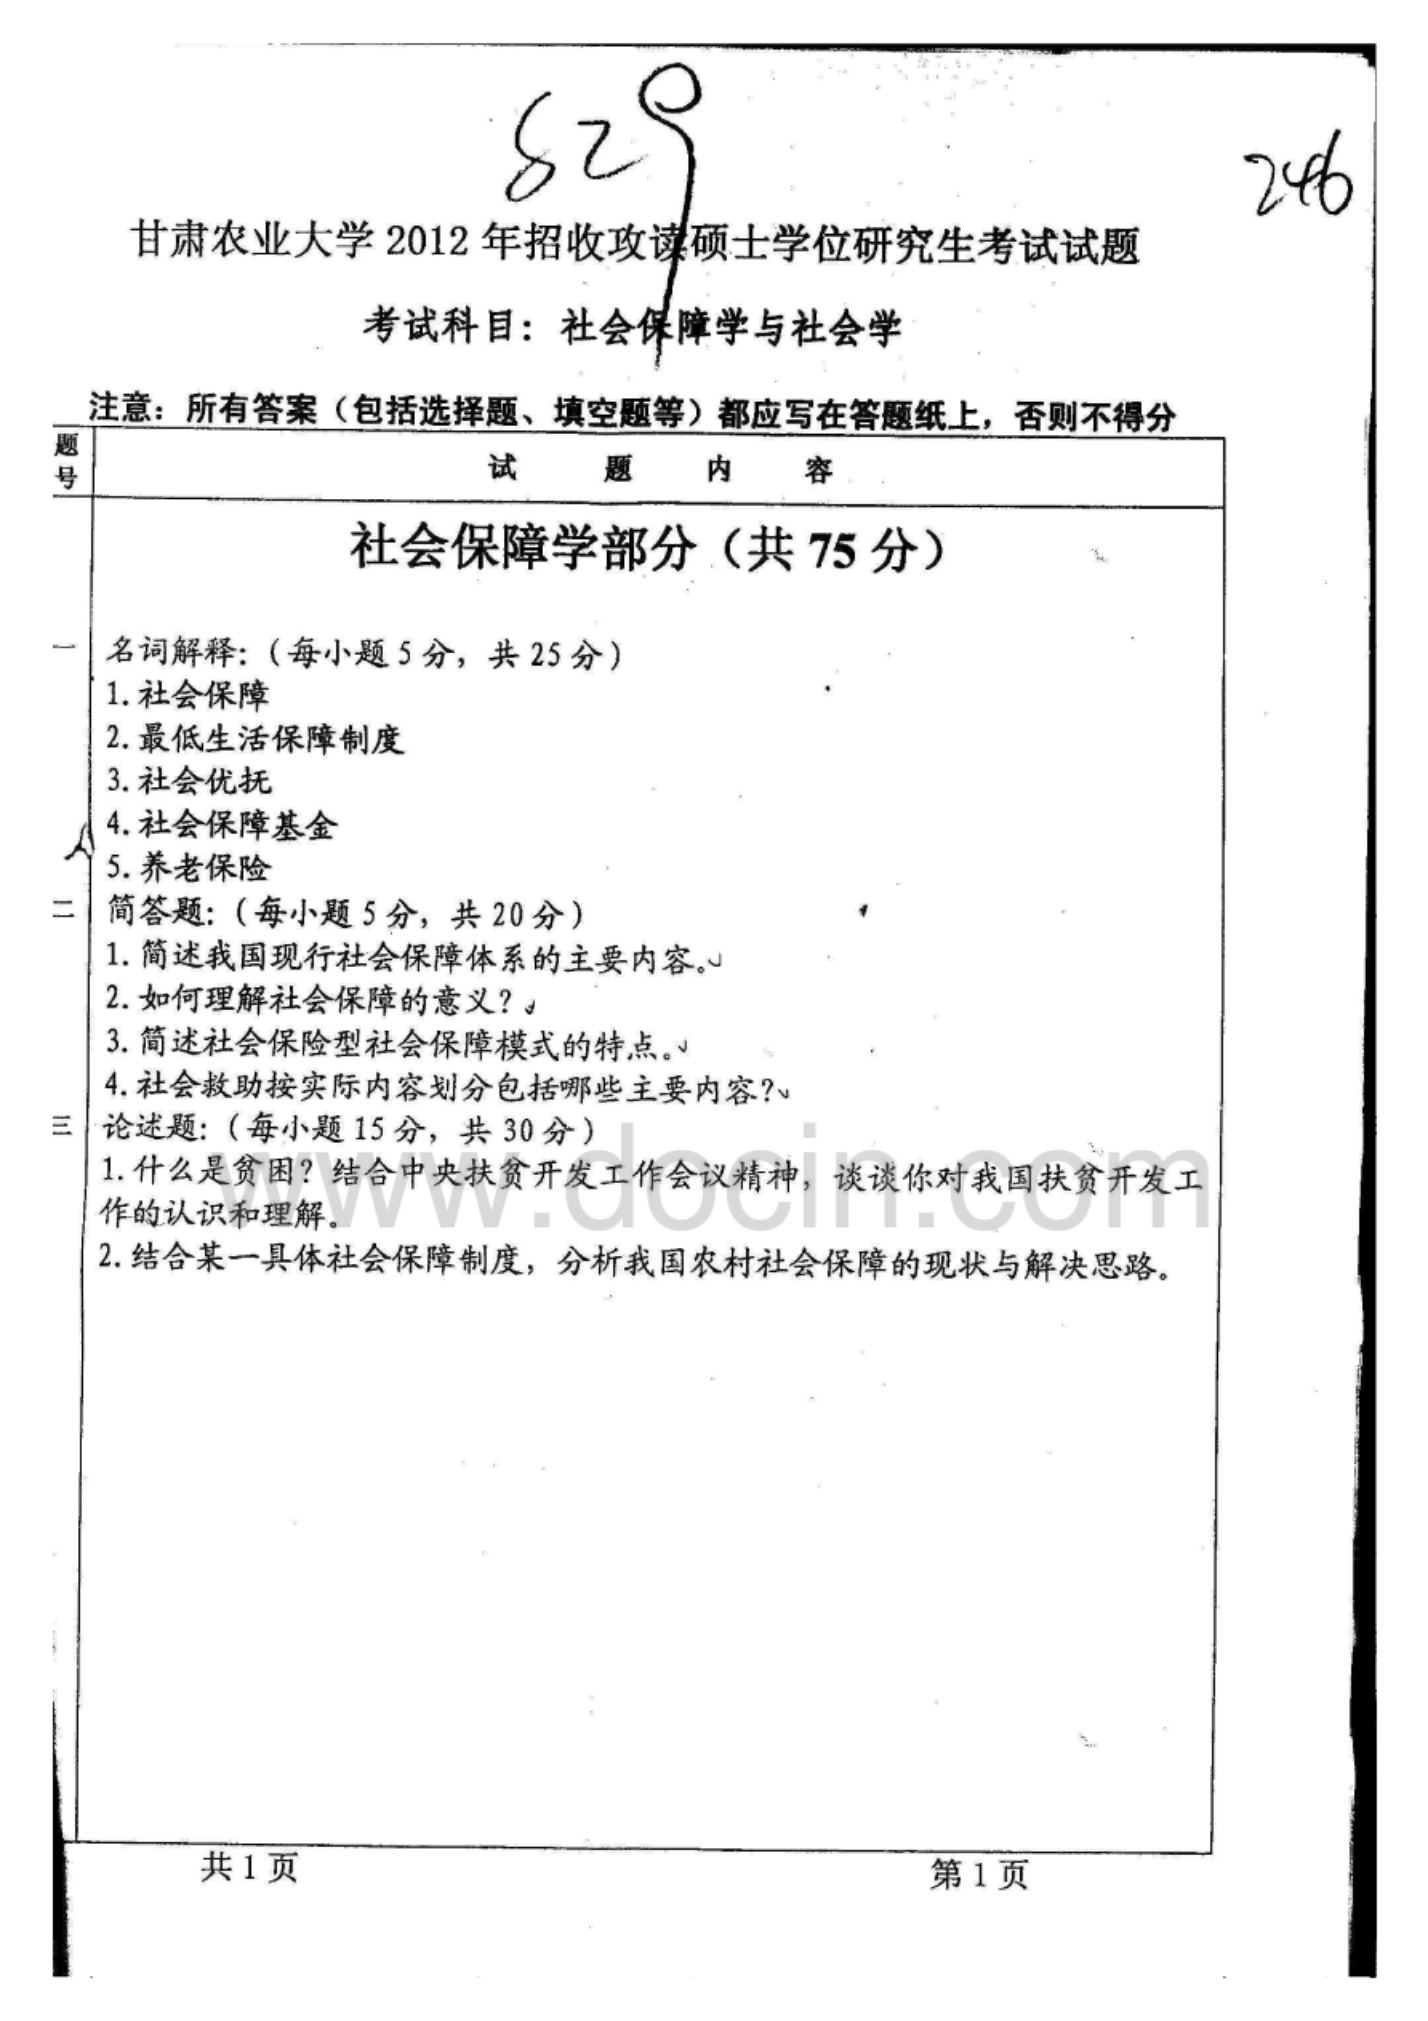 829
246
甘肃农业大学 2012 年招收攻读硕士学位研究生考试试题
考试科目：社会保障学与社会学
注意：所有答案（包括选择题、填空题等）都应写在答题纸上，否则不得分
题号 试 题 内 容
社会保障学部分（共 75 分）
一 名词解释:（每小题 5 分，共 25 分）
1. 社会保障
2. 最低生活保障制度
3. 社会优抚
4. 社会保障基金
5. 养老保险
二 简答题:（每小题 5 分，共 20 分）
1. 简述我国现行社会保障体系的主要内容。
2. 如何理解社会保障的意义？
3. 简述社会保险型社会保障模式的特点。
4. 社会救助按实际内容划分包括哪些主要内容？
三 论述题:（每小题 15 分，共 30 分）
1. 什么是贫困？结合中央扶贫开发工作会议精神，谈谈你对我国扶贫开发工
作的认识和理解。
2. 结合某一具体社会保障制度，分析我国农村社会保障的现状与解决思路。
www.docin.com
共 1 页 第 1 页